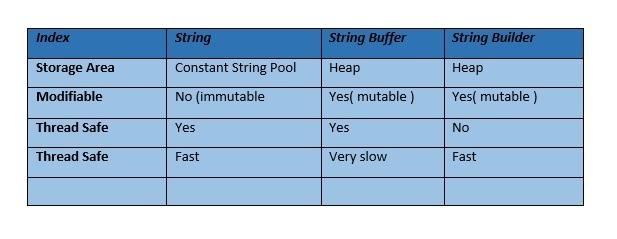 Index String String Buffer String Builder
Storage Area Constant String Pool Heap Heap
Modifiable No (immutable Yes( mutable ) Yes( mutable )
Thread Safe Yes Yes No
Thread Safe Fast Very slow Fast